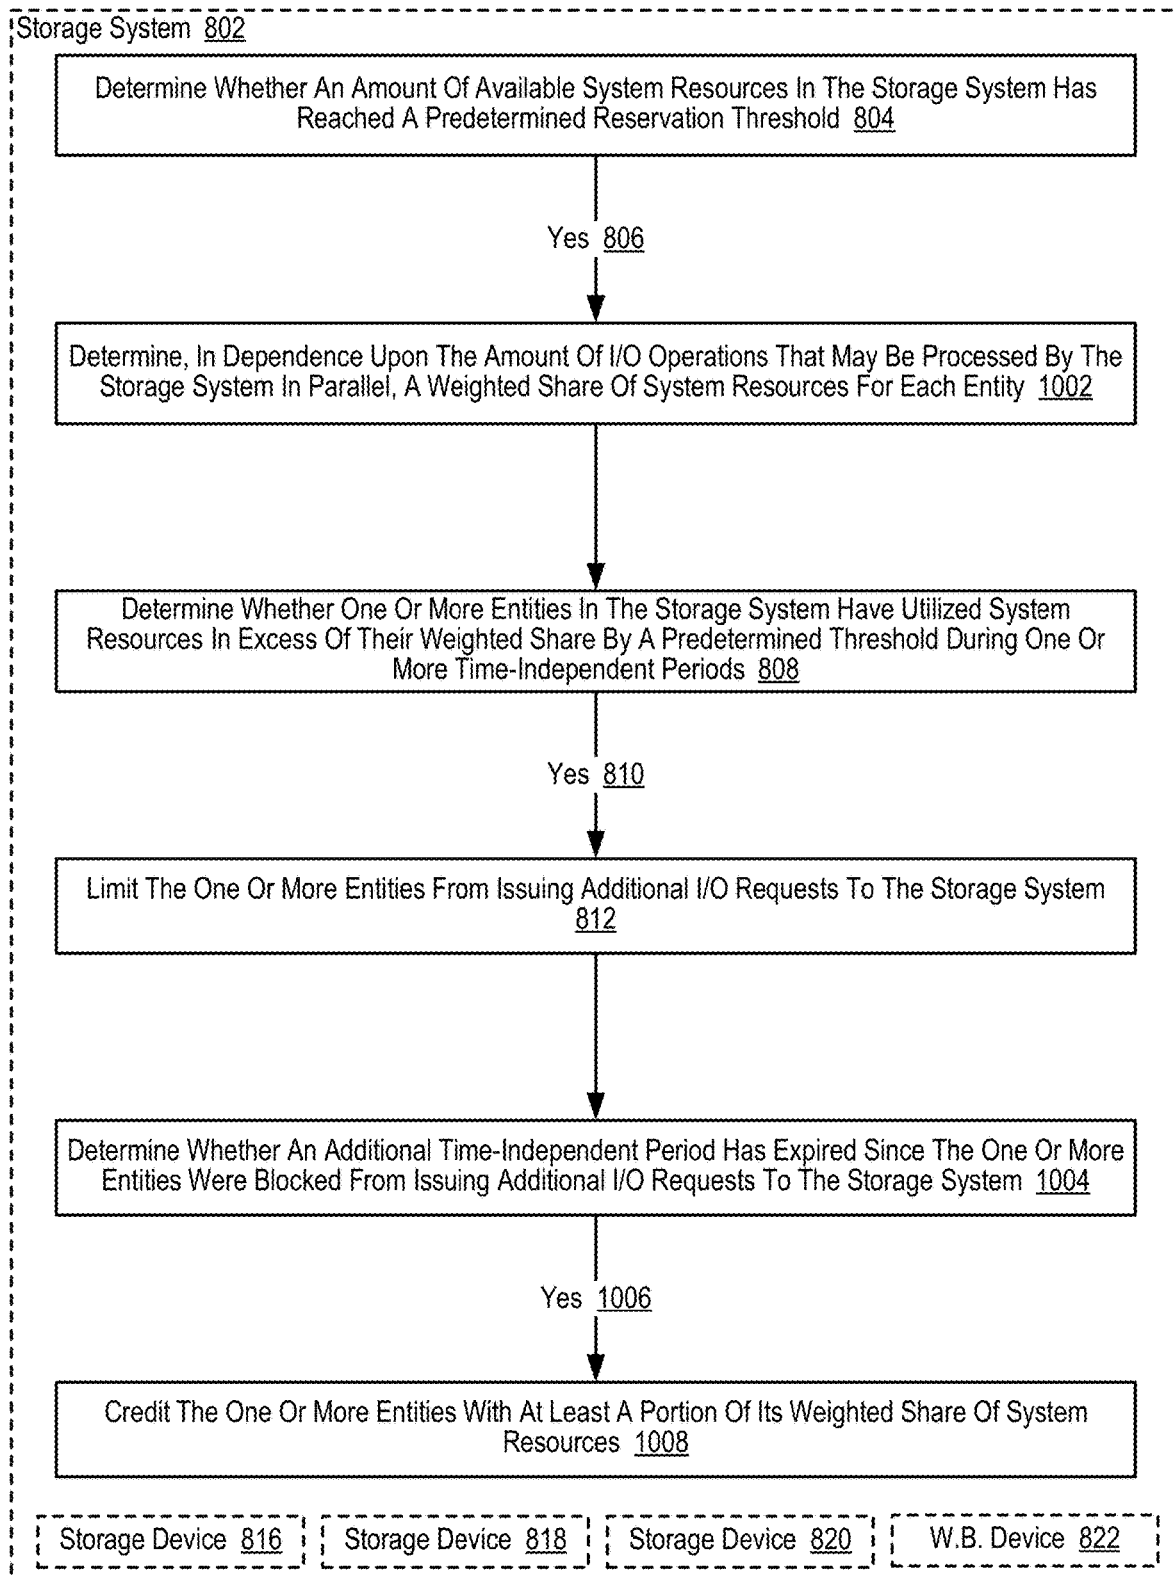 Storage System 802
Determine Whether An Amount Of Available System Resources In The Storage System Has
Reached A Predetermined Reservation Threshold 804
Yes 806
Determine, In Dependence Upon The Amount Of I/O Operations That May Be Processed By The
Storage System In Parallel, A Weighted Share Of System Resources For Each Entity 1002
Determine Whether One Or More Entities In The Storage System Have Utilized System
Resources In Excess Of Their Weighted Share By A Predetermined Threshold During One Or
More Time-Independent Periods 808
Yes 810
Limit The One Or More Entities From Issuing Additional I/O Requests To The Storage System
812
Determine Whether An Additional Time-Independent Period Has Expired Since The One Or More
Entities Were Blocked From Issuing Additional I/O Requests To The Storage System 1004
Yes 1006
Credit The One Or More Entities With At Least A Portion Of Its Weighted Share Of System
Resources 1008
Storage Device 816 Storage Device 818 Storage Device 820 W.B. Device 822